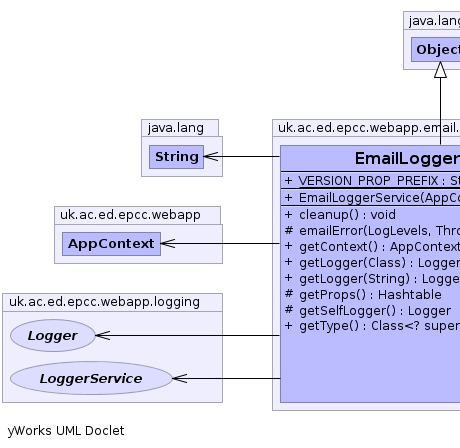 java.lang
Object
java.lang
String
uk.ac.ed.epcc.webapp
AppContext
uk.ac.ed.epcc.webapp.logging
Logger
LoggerService
uk.ac.ed.epcc.webapp.email.
EmailLogger
+ VERSION_PROP_PREFIX : St
+ EmailLoggerService(AppCo
+ cleanup() : void
# emailError(LogLevels, Thro
+ getContext() : AppContext
+ getLogger(Class) : Logger
+ getLogger(String) : Logge
# getProps() : Hashtable
# getSelfLogger() : Logger
+ getType() : Class<? super
yWorks UML Doclet